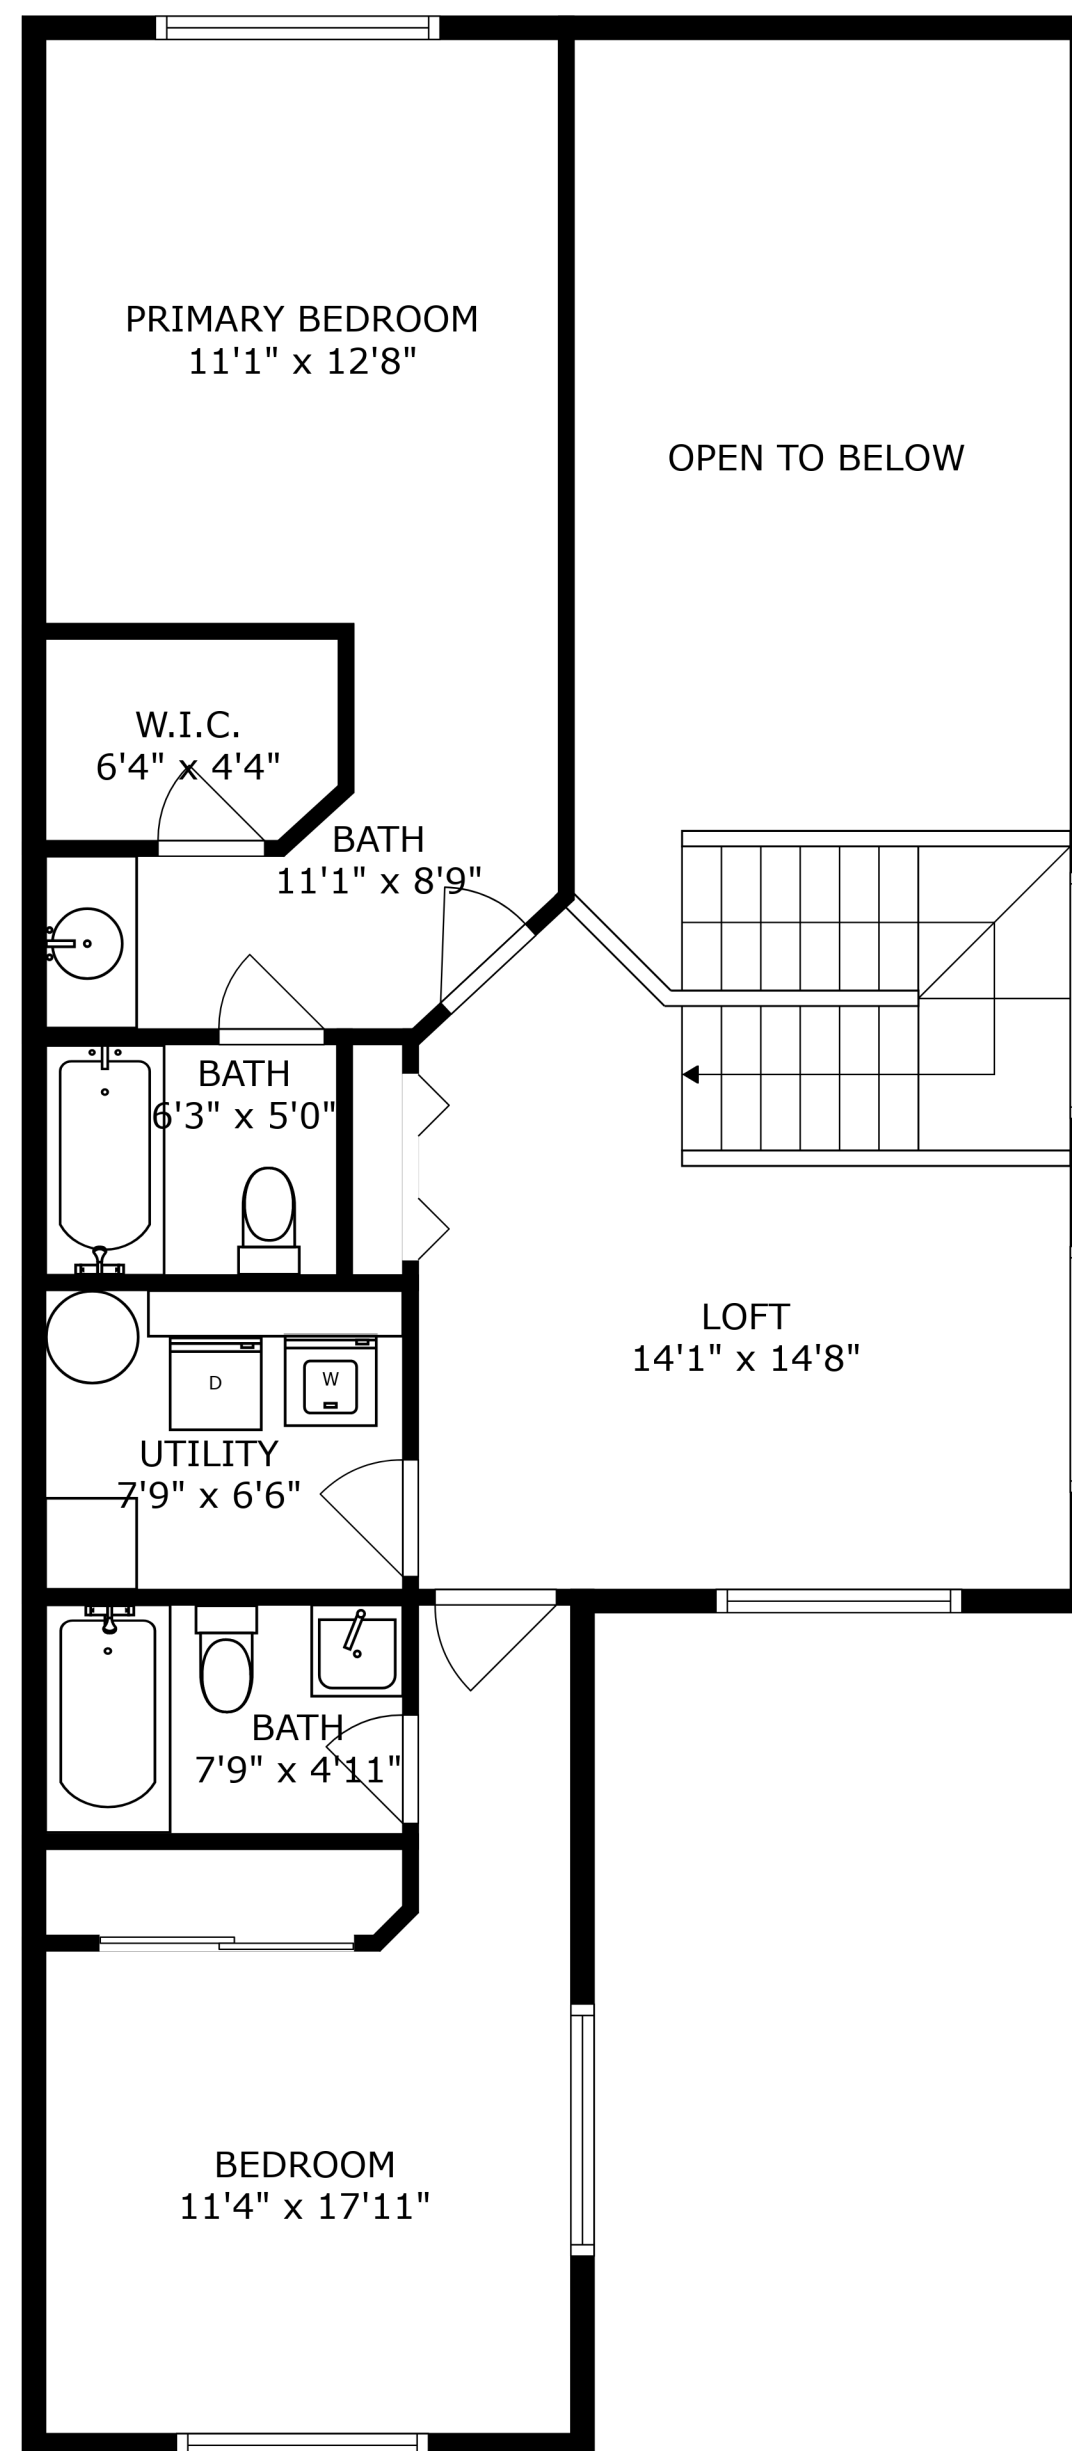 PRIMARY BEDROOM
11'1" x 12'8"
OPEN TO BELOW
W.I.C.
6'4" x 4'4"
BATH
11'1" x 8'9"
BATH
6'3" x 5'0"
LOFT
14'1" x 14'8"
D
W
UTILITY
7'9" x 6'6"
BATH
7'9" x 4'11"
BEDROOM
11'4" x 17'11"